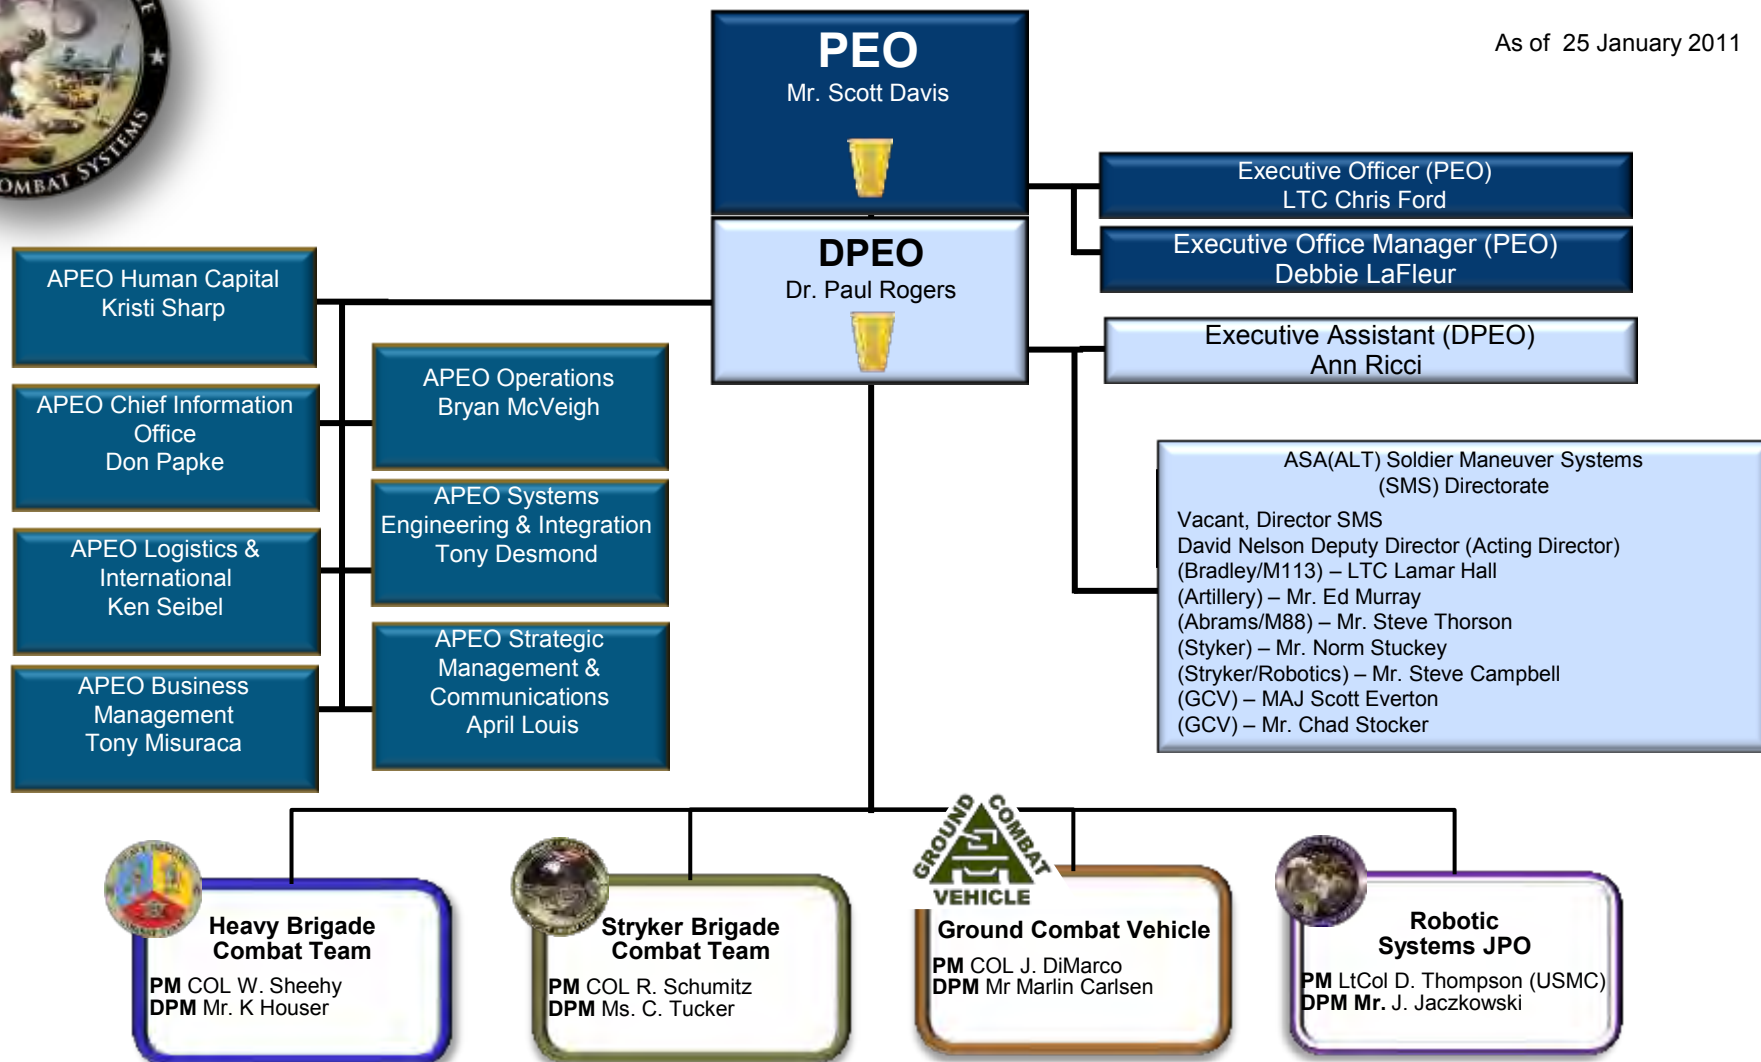 COMBAT SYSTEMS
As of 25 January 2011
PEO
Mr. Scott Davis
Executive Officer (PEO)
LTC Chris Ford
Executive Office Manager (PEO)
Debbie LaFleur
DPEO
Dr. Paul Rogers
Executive Assistant (DPEO)
Ann Ricci
APEO Human Capital
Kristi Sharp
APEO Operations
Bryan McVeigh
APEO Chief Information
Office
Don Papke
APEO Systems
Engineering & Integration
Tony Desmond
APEO Logistics &
International
Ken Seibel
APEO Strategic
Management &
Communications
April Louis
APEO Business
Management
Tony Misuraca
ASA(ALT) Soldier Maneuver Systems
(SMS) Directorate
Vacant, Director SMS
David Nelson Deputy Director (Acting Director)
(Bradley/M113) – LTC Lamar Hall
(Artillery) – Mr. Ed Murray
(Abrams/M88) – Mr. Steve Thorson
(Styker) – Mr. Norm Stuckey
(Stryker/Robotics) – Mr. Steve Campbell
(GCV) – MAJ Scott Everton
(GCV) – Mr. Chad Stocker
Heavy Brigade
Combat Team
PM COL W. Sheehy
DPM Mr. K Houser
Stryker Brigade
Combat Team
PM COL R. Schumitz
DPM Ms. C. Tucker
GROUND COMBAT
VEHICLE
Ground Combat Vehicle
PM COL J. DiMarco
DPM Mr Marlin Carlsen
Robotic
Systems JPO
PM LtCol D. Thompson (USMC)
DPM Mr. J. Jaczkowski